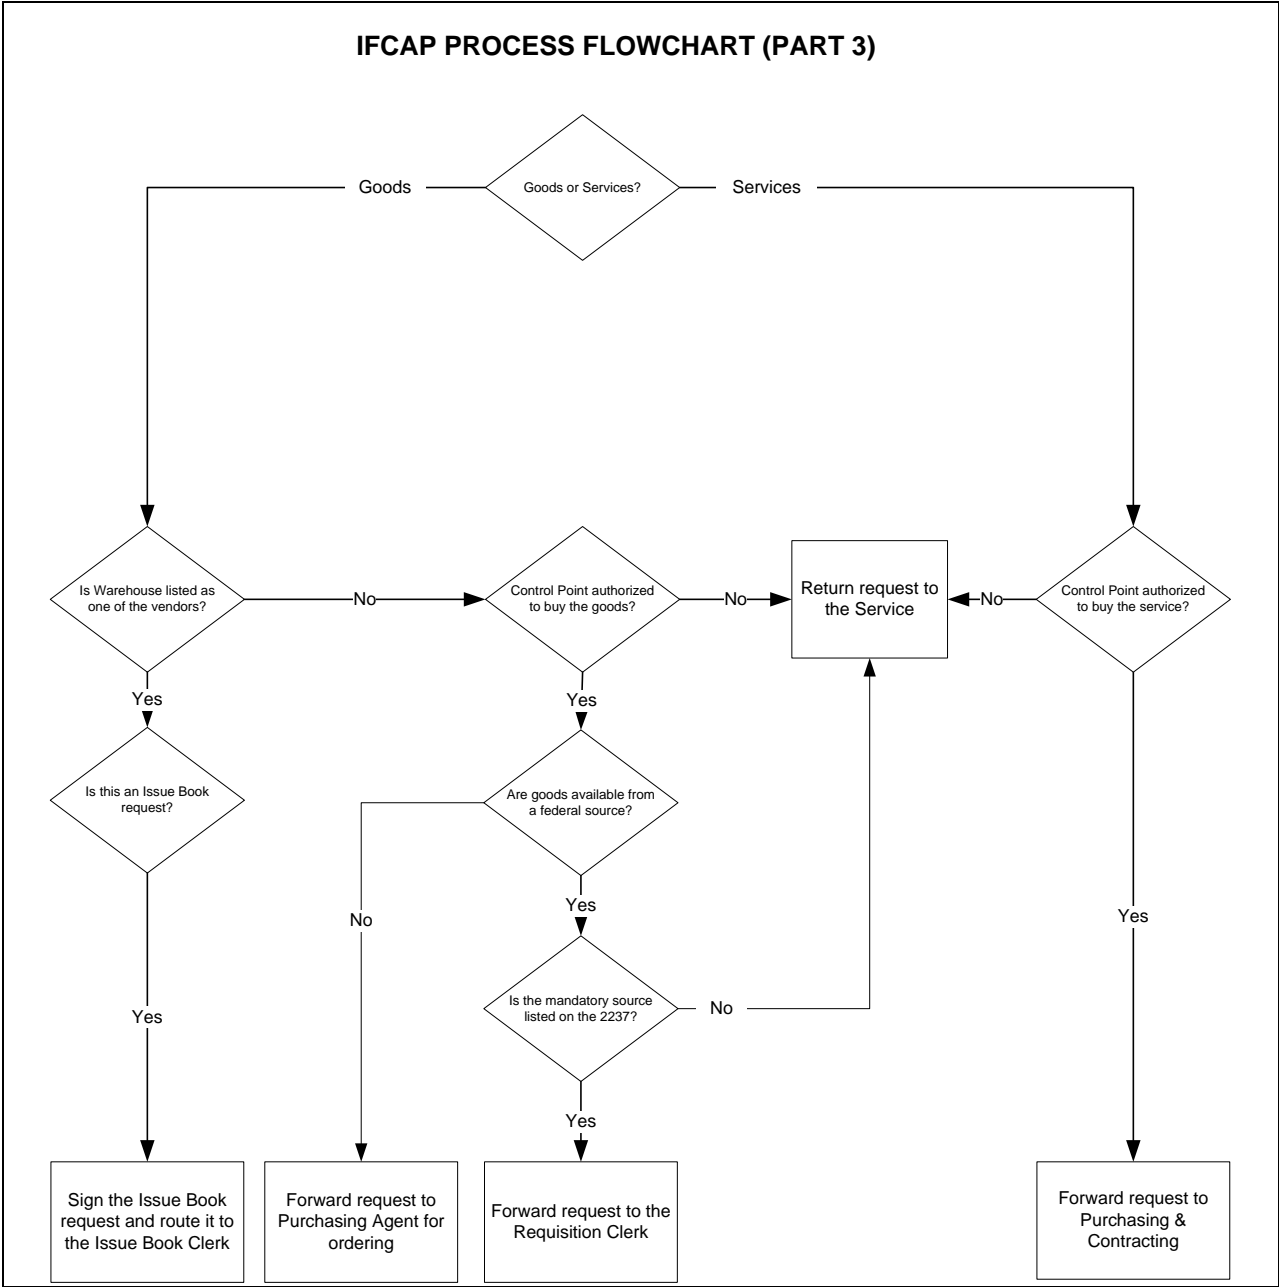 IFCAP PROCESS FLOWCHART (PART 3)
Goods
Goods or Services?
Services
Is Warehouse listed as
one of the vendors?
No
Control Point authorized
to buy the goods?
No
Return request to
the Service
No
Control Point authorized
to buy the service?
Yes
Yes
Is this an Issue Book
request?
Are goods available from
a federal source?
No
Yes
Yes
Is the mandatory source
listed on the 2237?
No
Yes
Yes
Sign the Issue Book
request and route it to
the Issue Book Clerk
Forward request to
Purchasing Agent for
ordering
Forward request to the
Requisition Clerk
Forward request to
Purchasing &
Contracting